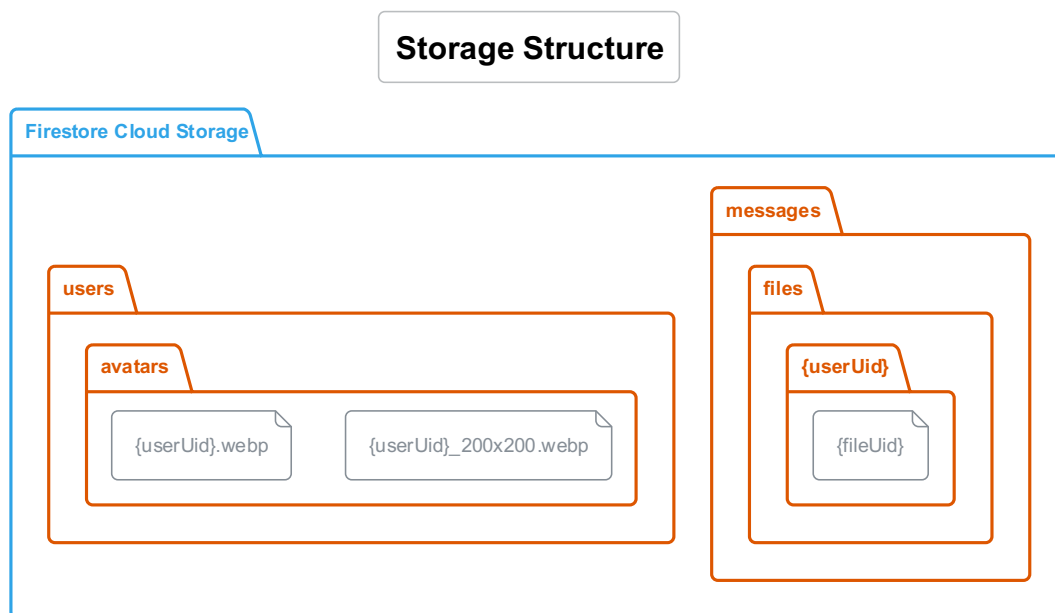 Storage Structure
Firestore Cloud Storage
messages
users
files
avatars
{userUid}
{userUid}.webp
{userUid}_200x200.webp
{fileUid}